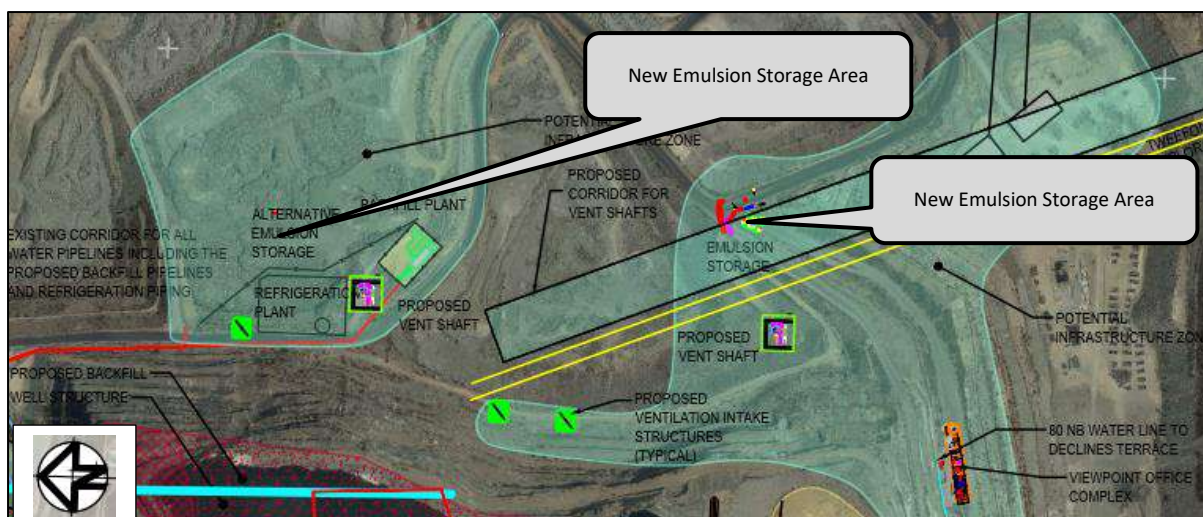 New Emulsion Storage Area
POTENTI
INFRASTRUCTURE ZONE
PROPOSED
CORRIDOR FOR
VENT SHAFTS
New Emulsion Storage Area
ALTERNATIVE
EMULSION
STORAGE
BACKFILL PLANT
EXISTING CORRIDOR FOR ALL
WATER PIPELINES INCLUDING THE
PROPOSED BACKFILL PIPELINES
AND REFRIGERATION PIPING
REFRIGERATION
PLANT
PROPOSED
VENT SHAFT
EMULSION
STORAGE
PROPOSED
VENT SHAFT
POTENTIAL
INFRASTRUCTURE ZON
PROPOSED BACKFILL
WELL STRUCTURE
PROPOSED
VENTILATION INTAKE
STRUCTURES
(TYPICAL)
80 NB WATER LINE TO
DECLINES TERRACE
VIEWPOINT OFFICE
COMPLEX
N